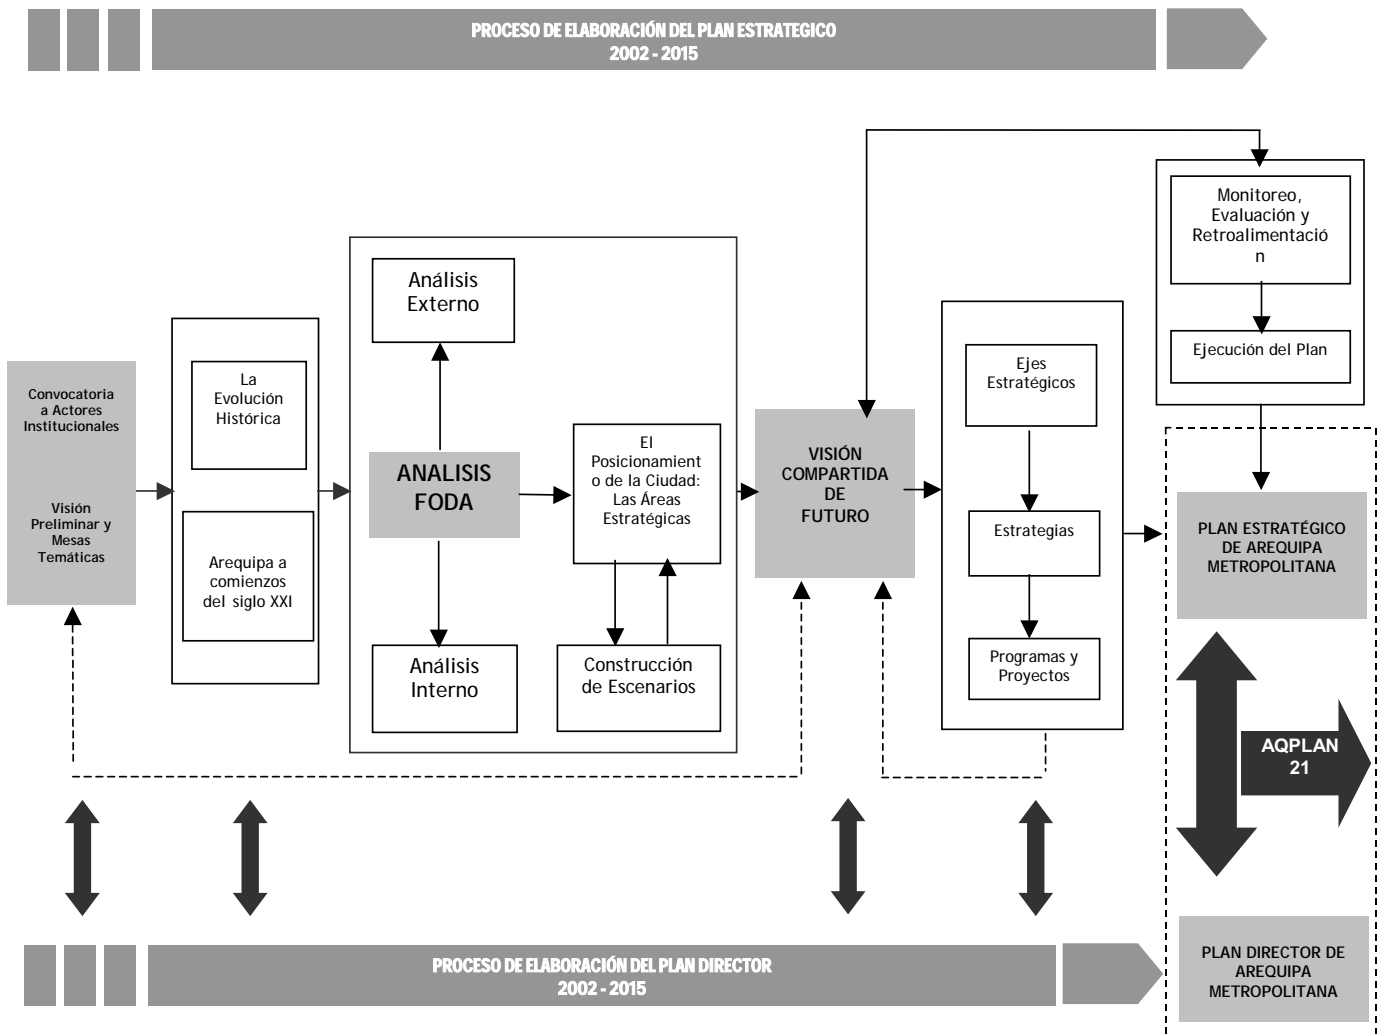 PROCESO DE ELABORACIÓN DEL PLAN ESTRATEGICO
2002 - 2015
Convocatoria
a Actores
Institucionales
Visión
Preliminar y
Mesas
Temáticas
La
Evolución
Histórica
Arequipa a
comienzos
del siglo XXI
Análisis
Externo
ANALISIS
FODA
Análisis
Interno
El
Posicionamient
o de la Ciudad:
Las Áreas
Estratégicas
Construcción
de Escenarios
VISIÓN
COMPARTIDA
DE
FUTURO
Ejes
Estratégicos
Estrategias
Programas y
Proyectos
Monitoreo,
Evaluación y
Retroalimentació
n
Ejecución del Plan
PLAN ESTRATÉGICO
DE AREQUIPA
METROPOLITANA
AQPLAN
21
PLAN DIRECTOR DE
AREQUIPA
METROPOLITANA
PROCESO DE ELABORACIÓN DEL PLAN DIRECTOR
2002 - 2015